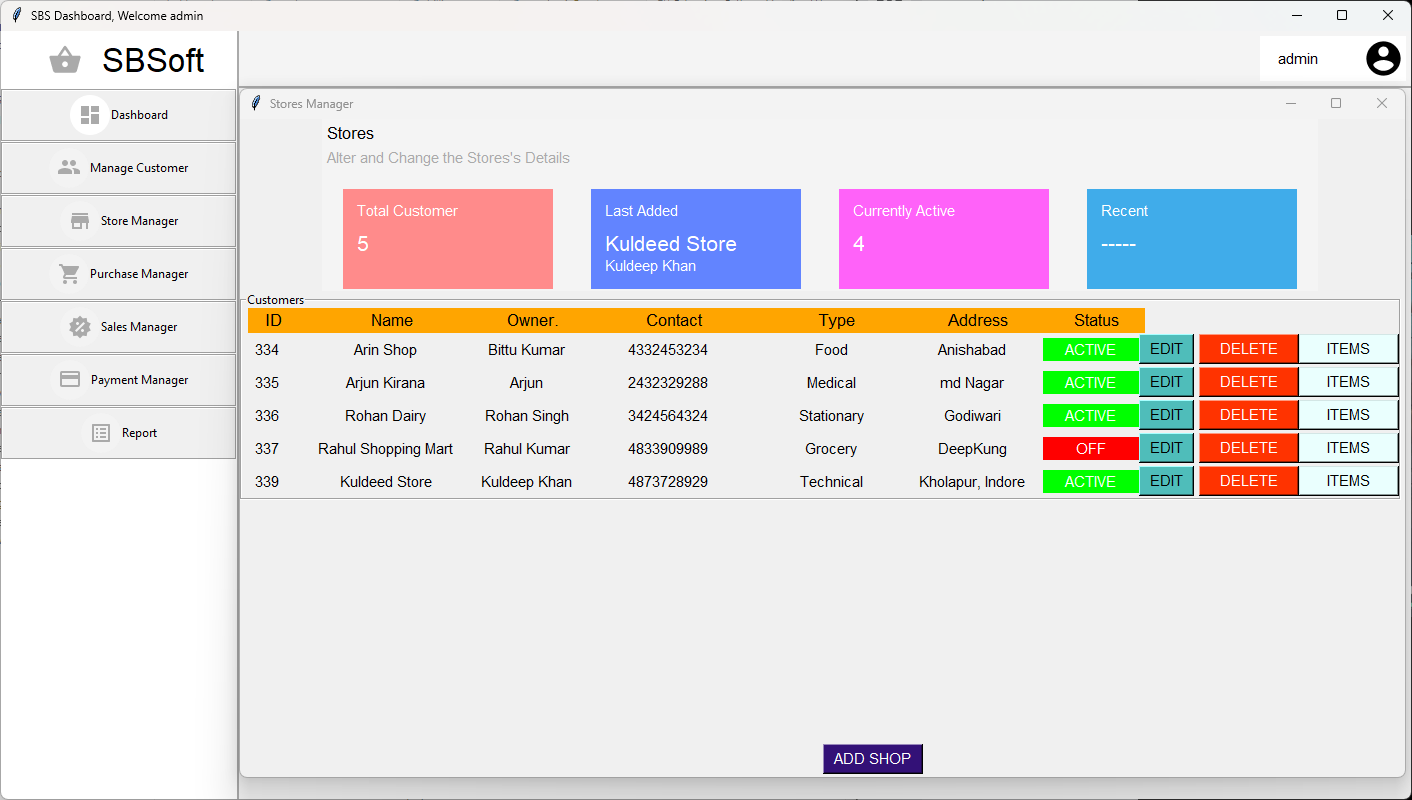 SBS Dashboard, Welcome admin
SBSoft
admin
Dashboard
Manage Customer
Store Manager
Purchase Manager
Sales Manager
Payment Manager
Report
Stores Manager
Stores
Alter and Change the Stores's Details
Total Customer
5
Last Added
Kuldeed Store
Kuldeep Khan
Currently Active
4
Recent
-----
Customers
ID Name Owner. Contact Type Address Status
334 Arin Shop Bittu Kumar 4332453234 Food Anishabad ACTIVE EDIT DELETE ITEMS
335 Arjun Kirana Arjun 2432329288 Medical md Nagar ACTIVE EDIT DELETE ITEMS
336 Rohan Dairy Rohan Singh 3424564324 Stationary Godiwari ACTIVE EDIT DELETE ITEMS
337 Rahul Shopping Mart Rahul Kumar 4833909989 Grocery DeepKung OFF EDIT DELETE ITEMS
339 Kuldeed Store Kuldeep Khan 4873728929 Technical Kholapur, Indore ACTIVE EDIT DELETE ITEMS
ADD SHOP